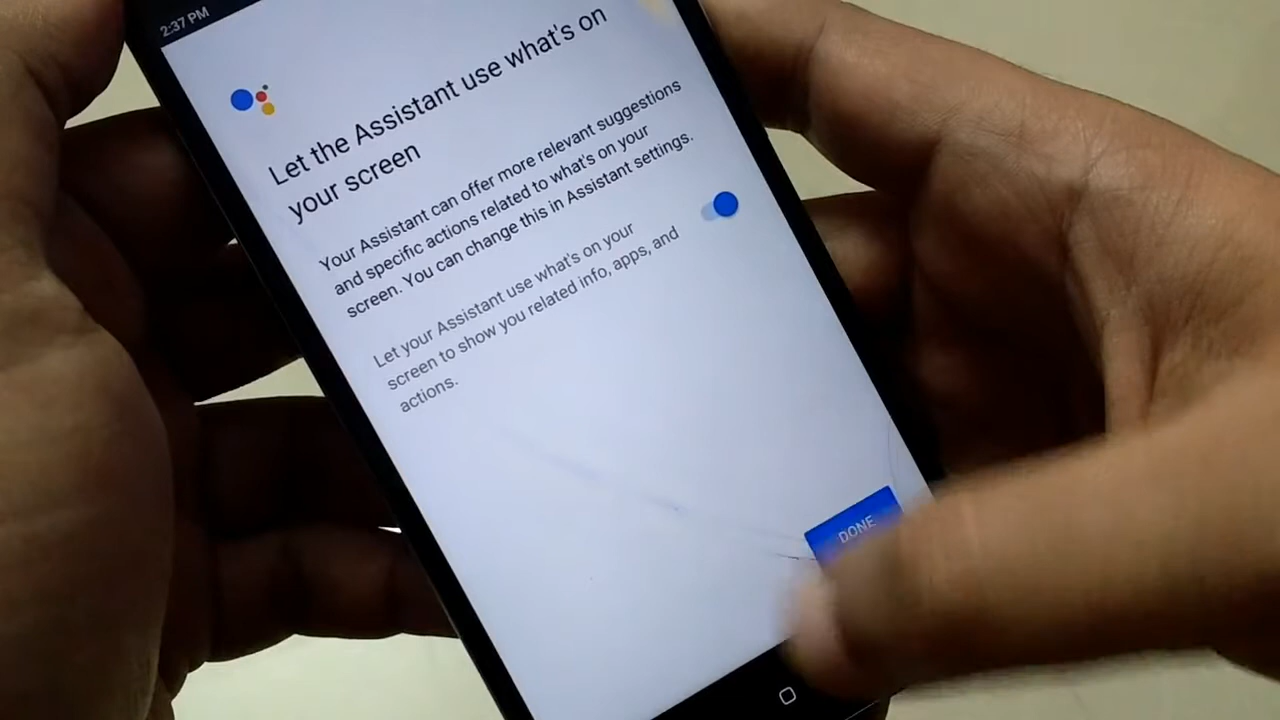 2:37 PM
Let the Assistant use what's on
your screen
Your Assistant can offer more relevant suggestions
and specific actions related to what's on your
screen. You can change this in Assistant settings.
Let your Assistant use what's on your
screen to show you related info, apps, and
actions.
DONE